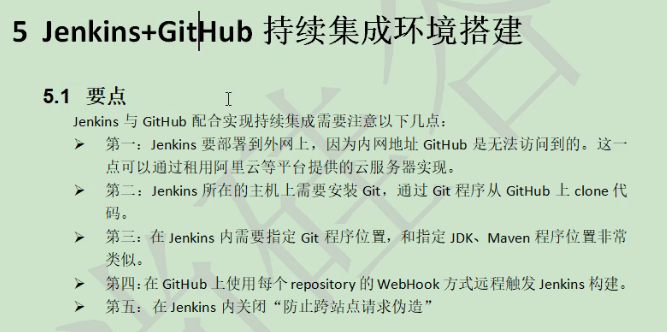 5 Jenkins+GitHub 持续集成环境搭建
5.1 要点
Jenkins 与 GitHub 配合实现持续集成需要注意以下几点：
➢ 第一：Jenkins 要部署到外网上，因为内网地址 GitHub 是无法访问到的。这一
点可以通过租用阿里云等平台提供的云服务器实现。
➢ 第二：Jenkins 所在的主机上需要安装 Git，通过 Git 程序从 GitHub 上 clone 代
码。
➢ 第三：在 Jenkins 内需要指定 Git 程序位置，和指定 JDK、Maven 程序位置非常
类似。
➢ 第四：在 GitHub 上使用每个 repository 的 WebHook 方式远程触发 Jenkins 构建。
➢ 第五：在 Jenkins 内关闭“防止跨站点请求伪造”